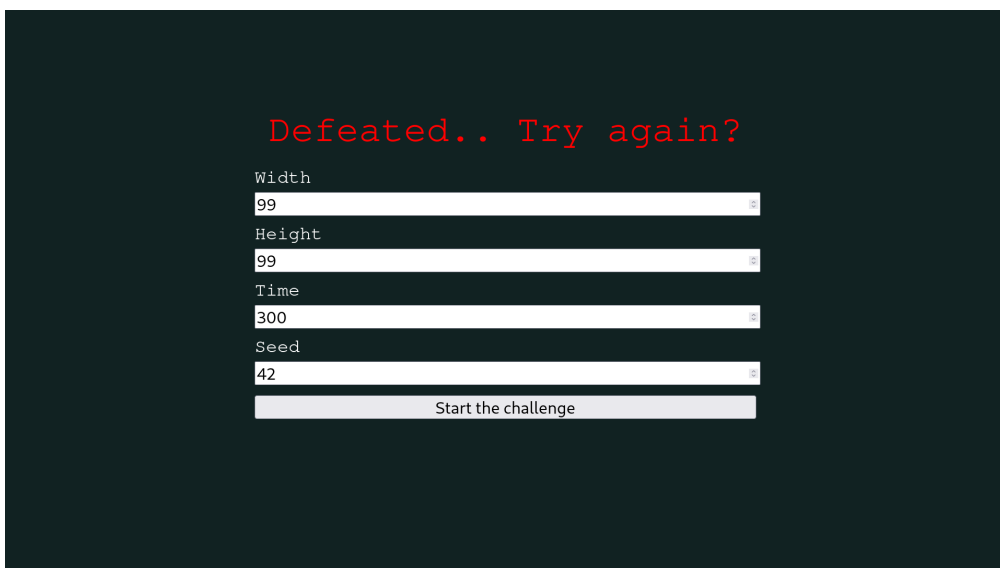 Defeated.. Try again?
Width
99
Height
99
Time
300
Seed
42
Start the challenge